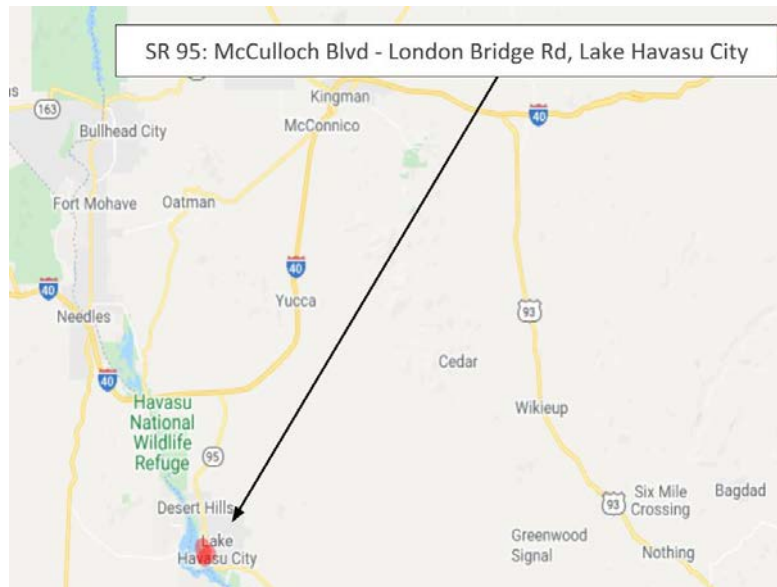 SR 95: McCulloch Blvd - London Bridge Rd, Lake Havasu City
us
163
Kingman
40
Bullhead City
McConnico
Fort Mohave
Oatman
40
40
Yucca
93
Needles
Cedar
40
Havasu
National
Wildlife
Refuge
Wikieup
95
Six Mile
Crossing
Bagdad
Desert Hills
93
Greenwood
Signal
Lake
Havasu City
Nothing